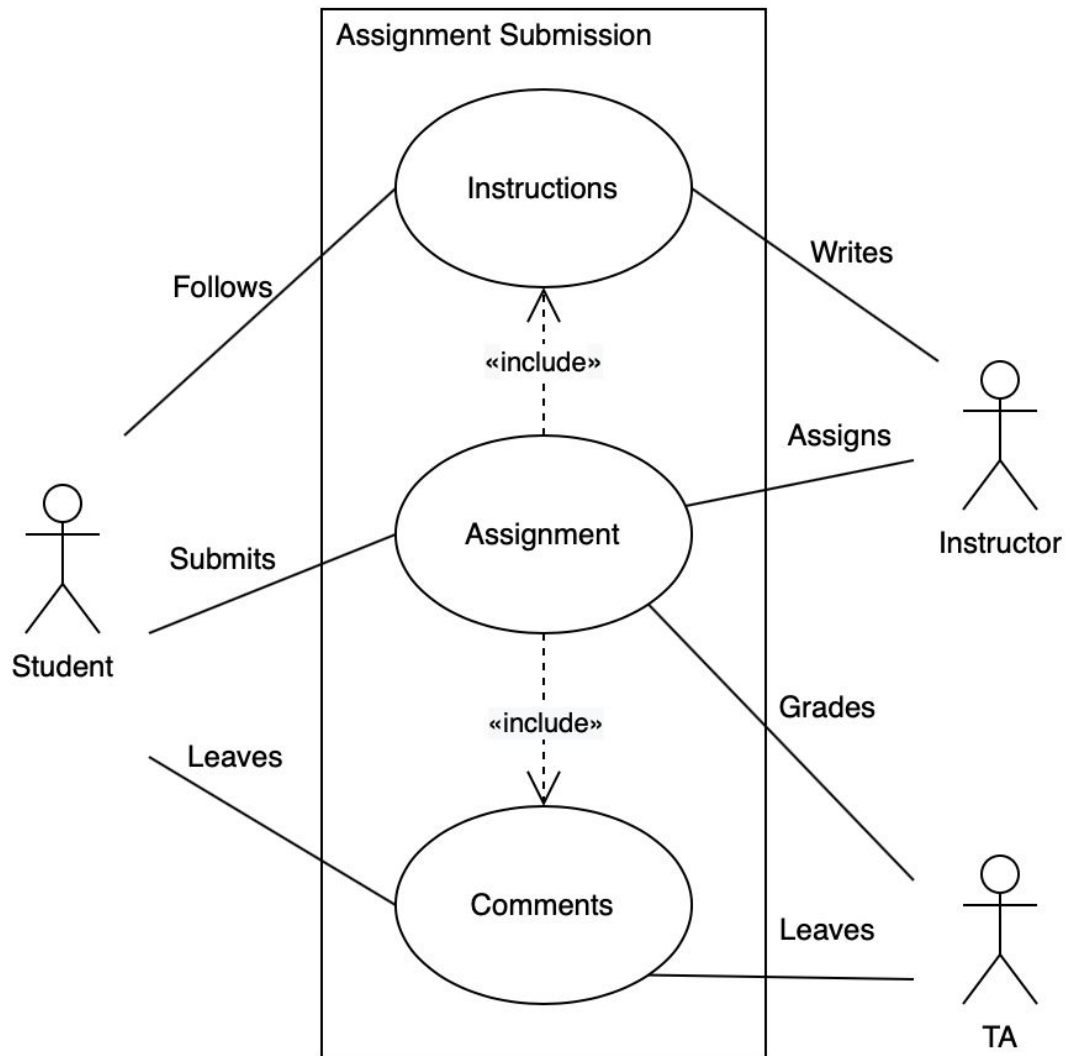 Assignment Submission
Instructions
Follows
Writes
«include»
Assigns
Assignment
Instructor
Submits
Student
«include»
Grades
Leaves
Comments
Leaves
TA